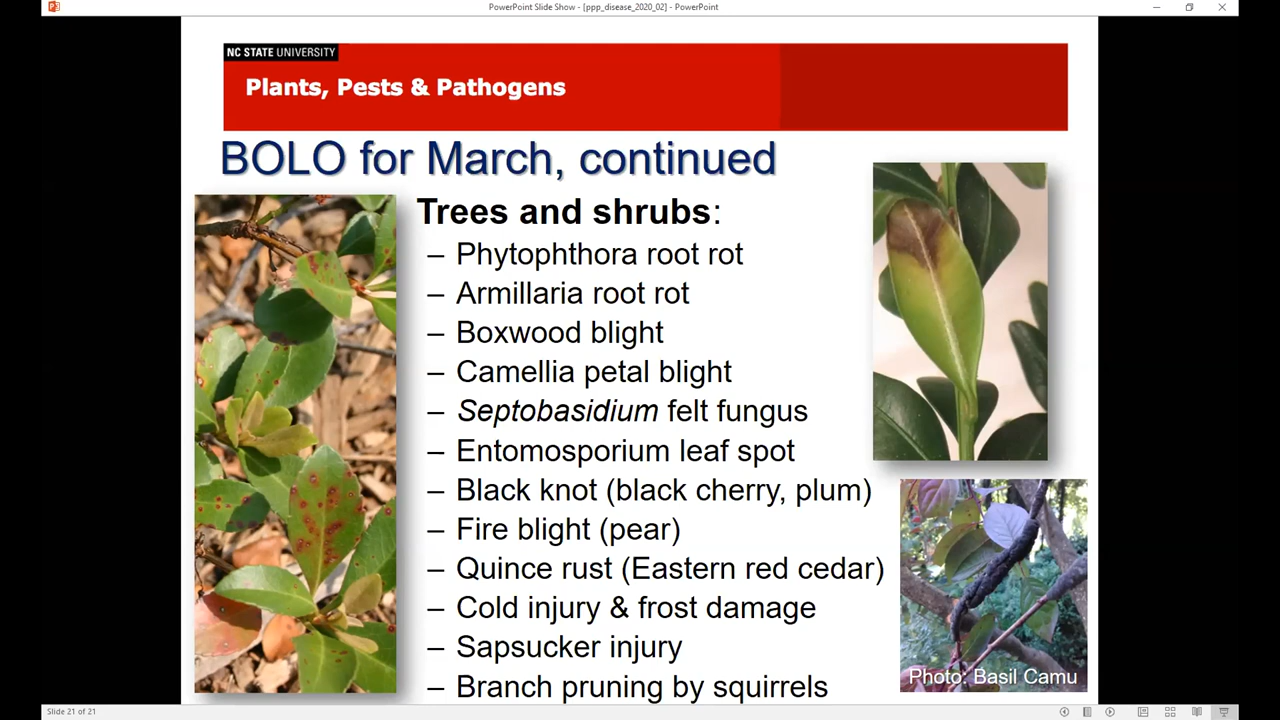 PowerPoint Slide Show - [ppp_disease_2020_02] - PowerPoint
NC STATE UNIVERSITY
Plants, Pests & Pathogens
BOLO for March, continued
Trees and shrubs:
– Phytophthora root rot
– Armillaria root rot
– Boxwood blight
– Camellia petal blight
– Septobasidium felt fungus
– Entomosporium leaf spot
– Black knot (black cherry, plum)
– Fire blight (pear)
– Quince rust (Eastern red cedar)
– Cold injury & frost damage
– Sapsucker injury
– Branch pruning by squirrels
Photo: Basil Camu
Slide 21 of 21